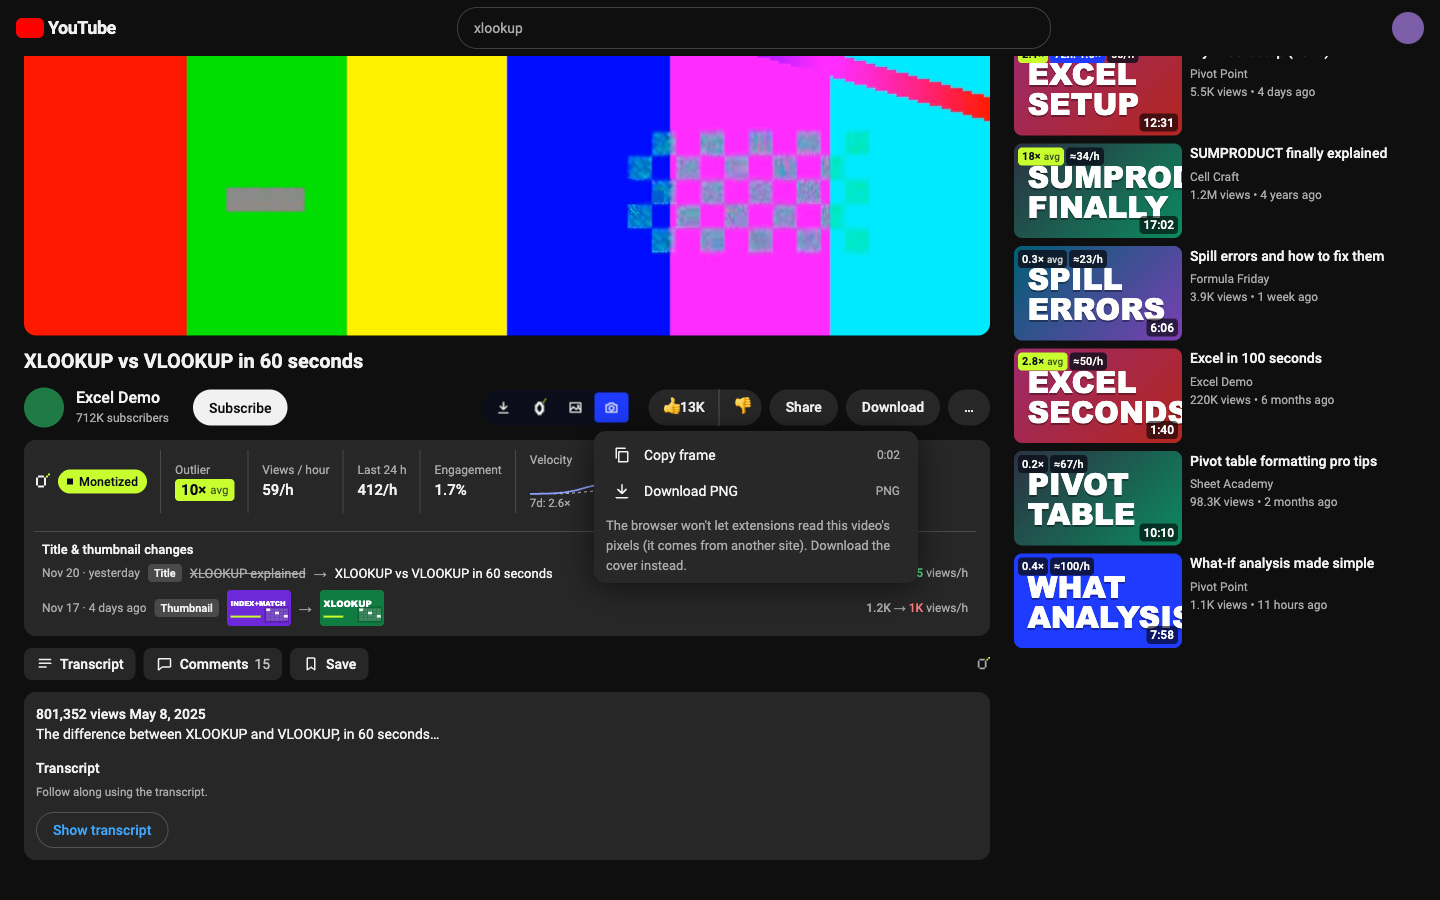 YouTube
xlookup
XLOOKUP vs VLOOKUP in 60 seconds
Excel Demo
712K subscribers
Subscribe
13K
Share
Download
...
Monetized
Outlier
10× avg
Views / hour
59/h
Last 24 h
412/h
Engagement
1.7%
Velocity
7d: 2.6×
Copy frame
0:02
Download PNG
PNG
The browser won't let extensions read this video's
pixels (it comes from another site). Download the
cover instead.
Title & thumbnail changes
Nov 20 · yesterday Title XLOOKUP explained → XLOOKUP vs VLOOKUP in 60 seconds
5 views/h
Nov 17 · 4 days ago Thumbnail INDEX+MATCH → XLOOKUP
1.2K → 1K views/h
Transcript
Comments 15
Save
801,352 views May 8, 2025
The difference between XLOOKUP and VLOOKUP, in 60 seconds...
Transcript
Follow along using the transcript.
Show transcript
EXCEL
SETUP
12:31
Pivot Point
5.5K views • 4 days ago
18× avg ≈34/h
SUMPROD
FINALLY
17:02
SUMPRODUCT finally explained
Cell Craft
1.2M views • 4 years ago
0.3× avg ≈23/h
SPILL
ERRORS
6:06
Spill errors and how to fix them
Formula Friday
3.9K views • 1 week ago
2.8× avg ≈50/h
EXCEL
SECONDS
1:40
Excel in 100 seconds
Excel Demo
220K views • 6 months ago
0.2× ≈67/h
PIVOT
TABLE
10:10
Pivot table formatting pro tips
Sheet Academy
98.3K views • 2 months ago
0.4× ≈100/h
WHAT
ANALYSIS
7:58
What-if analysis made simple
Pivot Point
1.1K views • 11 hours ago